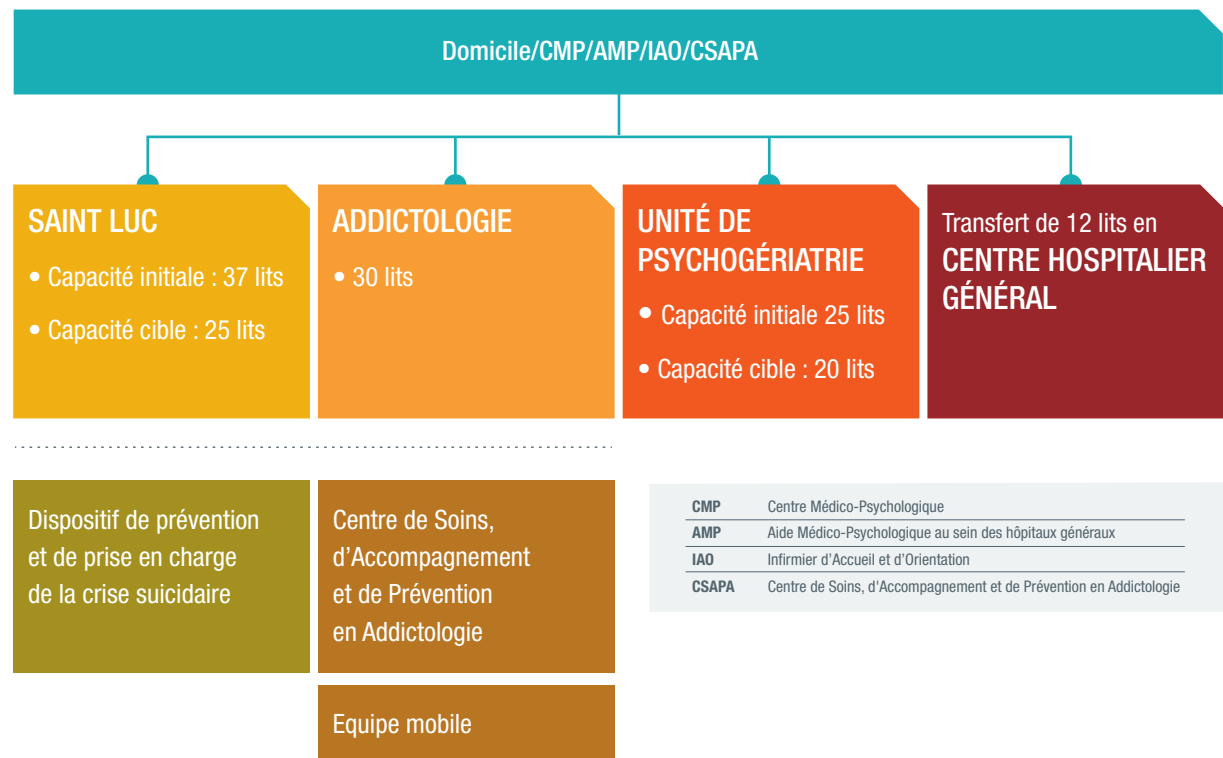 Domicile/CMP/AMP/IAO/CSAPA
SAINT LUC
• Capacité initiale : 37 lits
• Capacité cible : 25 lits
ADDICTOLOGIE
• 30 lits
UNITÉ DE
PSYCHOGÉRIATRIE
• Capacité initiale 25 lits
• Capacité cible : 20 lits
Transfert de 12 lits en
CENTRE HOSPITALIER
GÉNÉRAL
Dispositif de prévention
et de prise en charge
de la crise suicidaire
Centre de Soins,
d'Accompagnement
et de Prévention
en Addictologie
Equipe mobile
CMP Centre Médico-Psychologique
AMP Aide Médico-Psychologique au sein des hôpitaux généraux
IAO Infirmier d'Accueil et d'Orientation
CSAPA Centre de Soins, d'Accompagnement et de Prévention en Addictologie